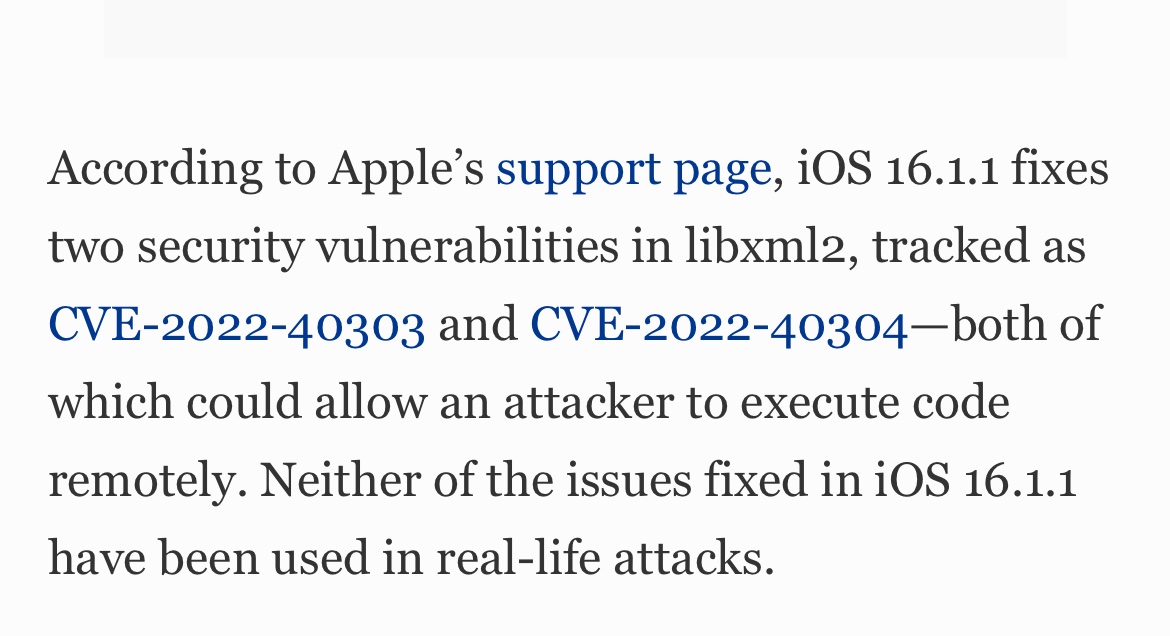 According to Apple’s support page, iOS 16.1.1 fixes
two security vulnerabilities in libxml2, tracked as
CVE-2022-40303 and CVE-2022-40304—both of
which could allow an attacker to execute code
remotely. Neither of the issues fixed in iOS 16.1.1
have been used in real-life attacks.